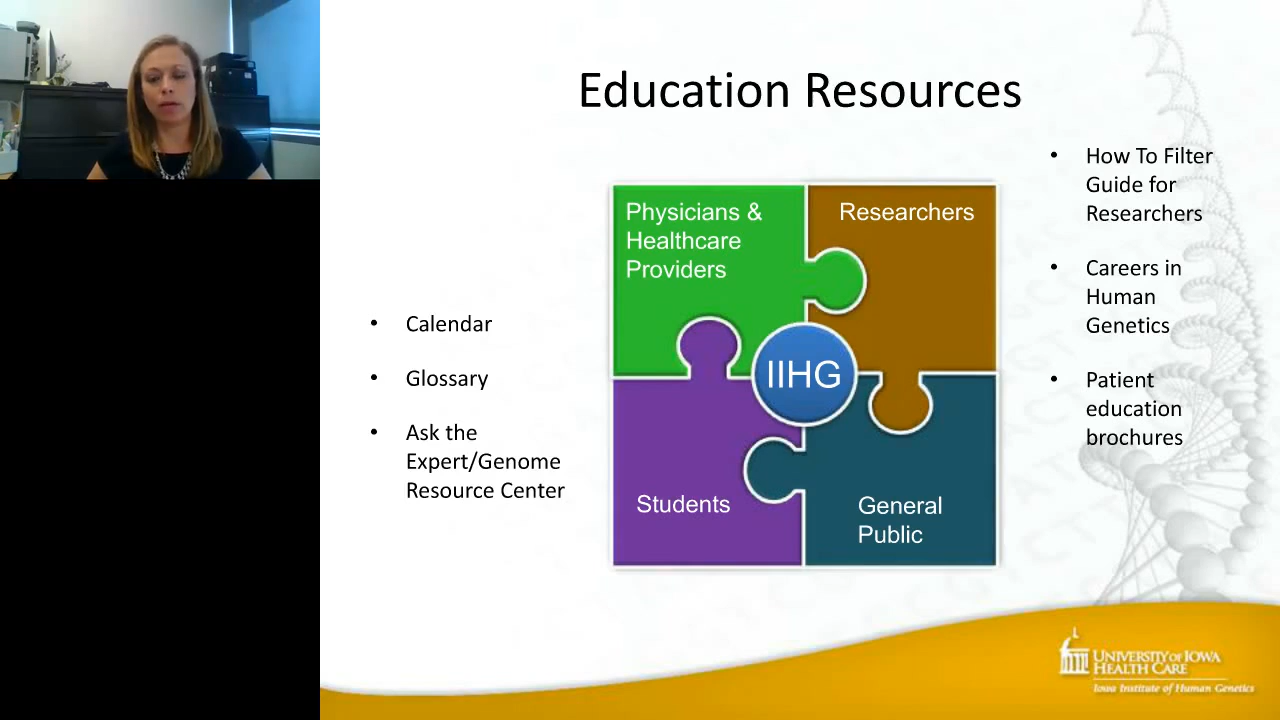 Education Resources
• Calendar
• Glossary
• Ask the
Expert/Genome
Resource Center
Physicians &
Healthcare
Providers
Researchers
IIHG
Students
General
Public
• How To Filter
Guide for
Researchers
• Careers in
Human
Genetics
• Patient
education
brochures
UNIVERSITY OF IOWA
HEALTH CARE
Iowa Institute of Human Genetics